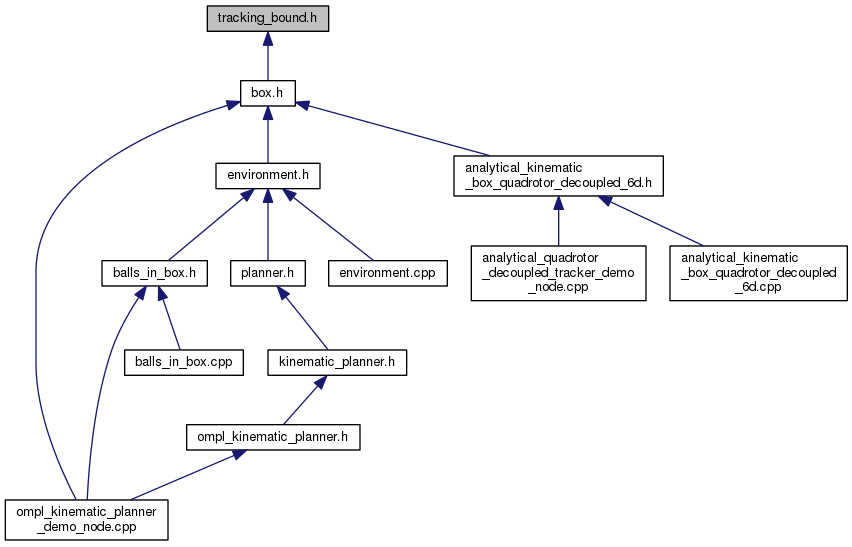 tracking_bound.h
box.h
environment.h
analytical_kinematic
_box_quadrotor_decoupled_6d.h
balls_in_box.h
planner.h
environment.cpp
analytical_quadrotor
_decoupled_tracker_demo
_node.cpp
analytical_kinematic
_box_quadrotor_decoupled
_6d.cpp
balls_in_box.cpp
kinematic_planner.h
ompl_kinematic_planner.h
ompl_kinematic_planner
_demo_node.cpp